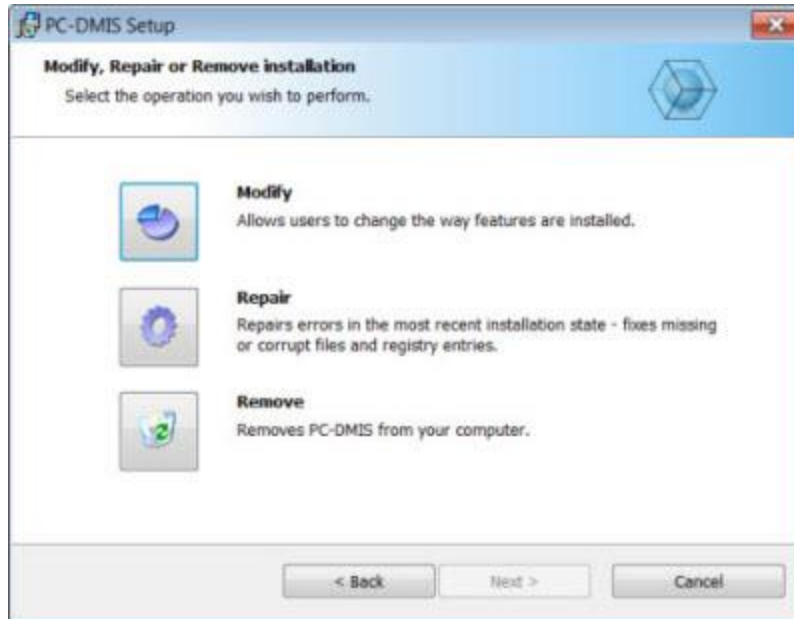 PC-DMIS Setup
Modify, Repair or Remove installation
Select the operation you wish to perform.
Modify
Allows users to change the way features are installed.
Repair
Repairs errors in the most recent installation state - fixes missing
or corrupt files and registry entries.
Remove
Removes PC-DMIS from your computer.
< Back
Next >
Cancel